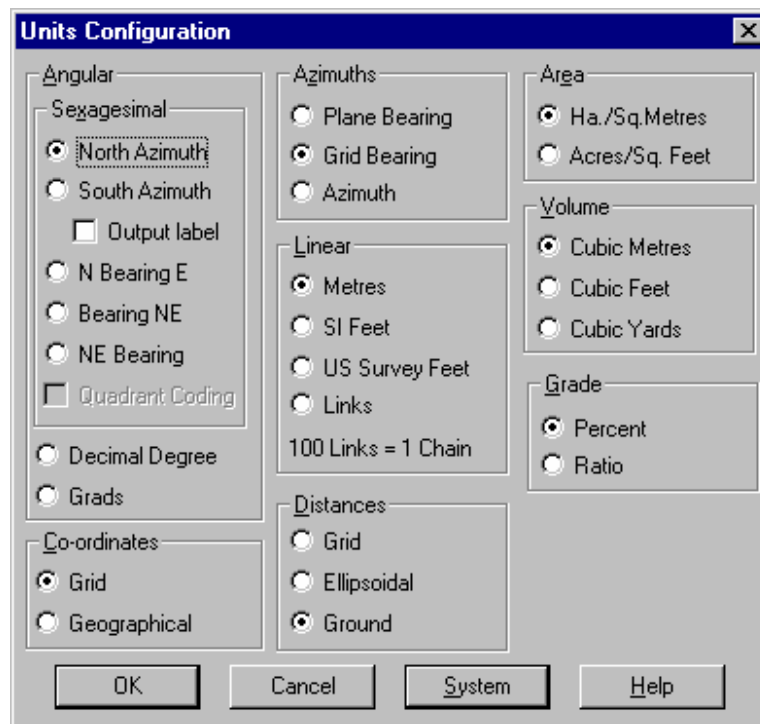 Units Configuration
Angular
Sexagesimal
North Azimuth
South Azimuth
Output label
N Bearing E
Bearing NE
NE Bearing
Quadrant Coding
Decimal Degree
Grads
Co-ordinates
Grid
Geographical
Azimuths
Plane Bearing
Grid Bearing
Azimuth
Linear
Metres
SI Feet
US Survey Feet
Links
100 Links = 1 Chain
Distances
Grid
Ellipsoidal
Ground
Area
Ha./Sq.Metres
Acres/Sq. Feet
Volume
Cubic Metres
Cubic Feet
Cubic Yards
Grade
Percent
Ratio
OK
Cancel
System
Help